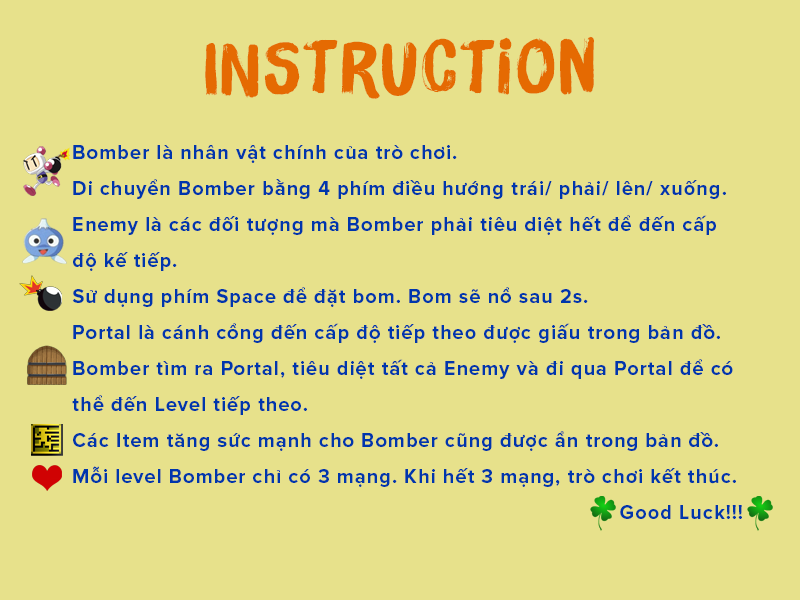 INSTRUCTION
Bomber là nhân vật chính của trò chơi.
Di chuyển Bomber bằng 4 phím điều hướng trái/ phải/ lên/ xuống.
Enemy là các đối tượng mà Bomber phải tiêu diệt hết để đến cấp
độ kế tiếp.
Sử dụng phím Space để đặt bom. Bom sẽ nổ sau 2s.
Portal là cánh cổng đến cấp độ tiếp theo được giấu trong bản đồ.
Bomber tìm ra Portal, tiêu diệt tất cả Enemy và đi qua Portal để có
thể đến Level tiếp theo.
Các Item tăng sức mạnh cho Bomber cũng được ẩn trong bản đồ.
Mỗi level Bomber chỉ có 3 mạng. Khi hết 3 mạng, trò chơi kết thúc.
Good Luck!!!